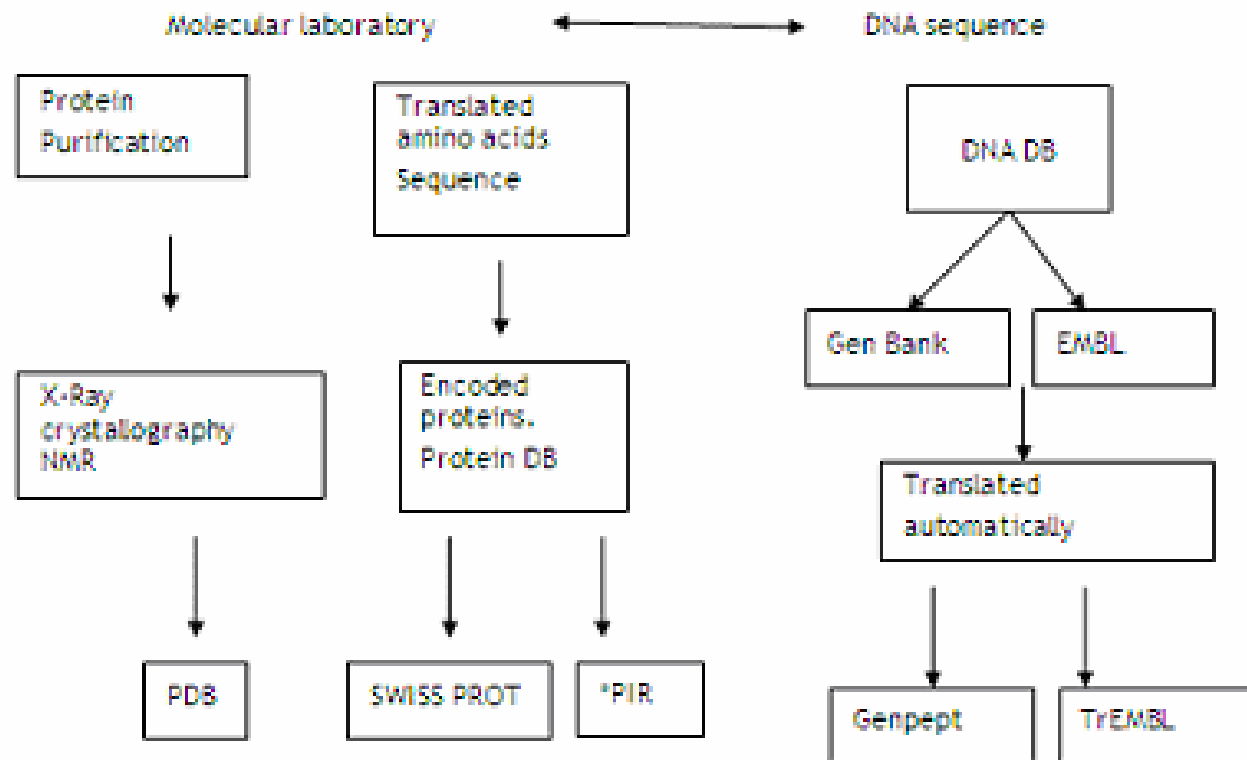 Molecular laboratory
DNA sequence
Protein
Purification
Translated
amino acids
Sequence
DNA DB
Gen Bank
EMBL
X-Ray
crystallography
NMR
Encoded
proteins.
Protein DB
Translated
automatically
PDB
SWISS PROT
*PIR
Genpept
TrEMBL